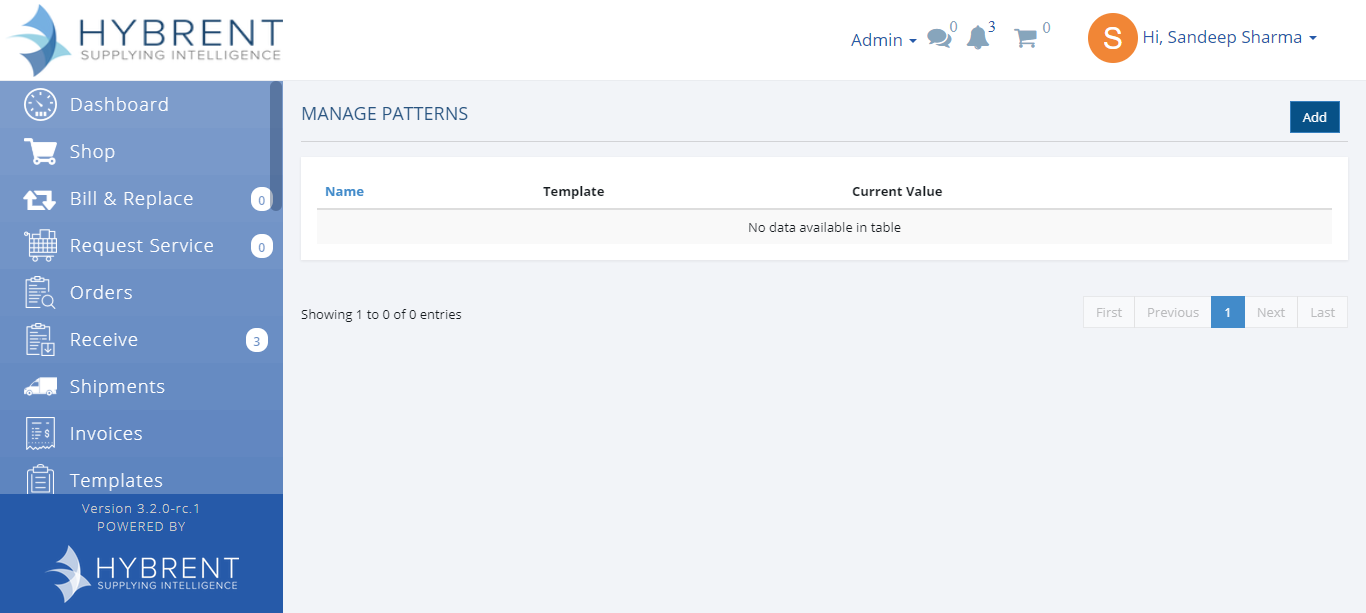 HYBRENT
SUPPLYING INTELLIGENCE
Admin 0 3 0 S Hi, Sandeep Sharma
Dashboard
Shop
Bill & Replace 0
Request Service 0
Orders
Receive 3
Shipments
Invoices
Templates
Version 3.2.0-rc.1
POWERED BY
HYBRENT
SUPPLYING INTELLIGENCE
MANAGE PATTERNS Add
Name Template Current Value
No data available in table
Showing 1 to 0 of 0 entries First Previous 1 Next Last